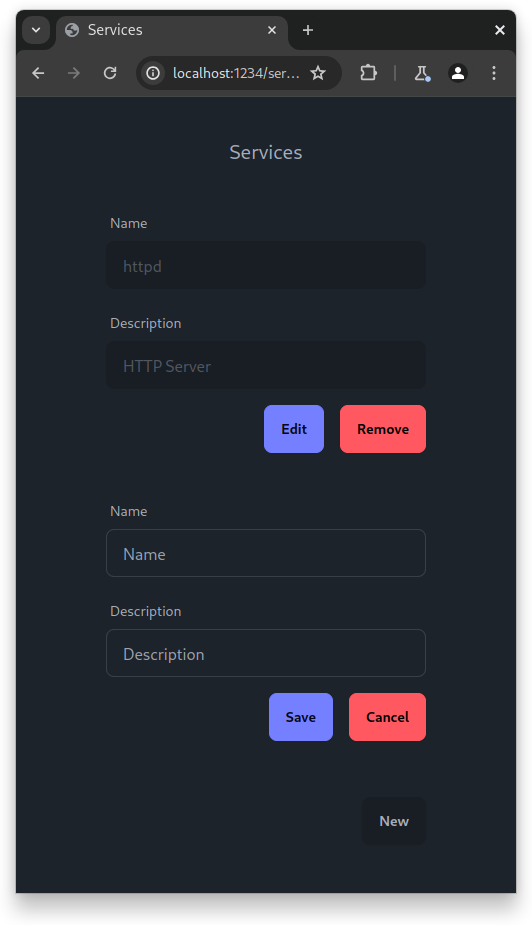 Services
localhost:1234/ser...
Services
Name
httpd
Description
HTTP Server
Edit Remove
Name
Name
Description
Description
Save Cancel
New